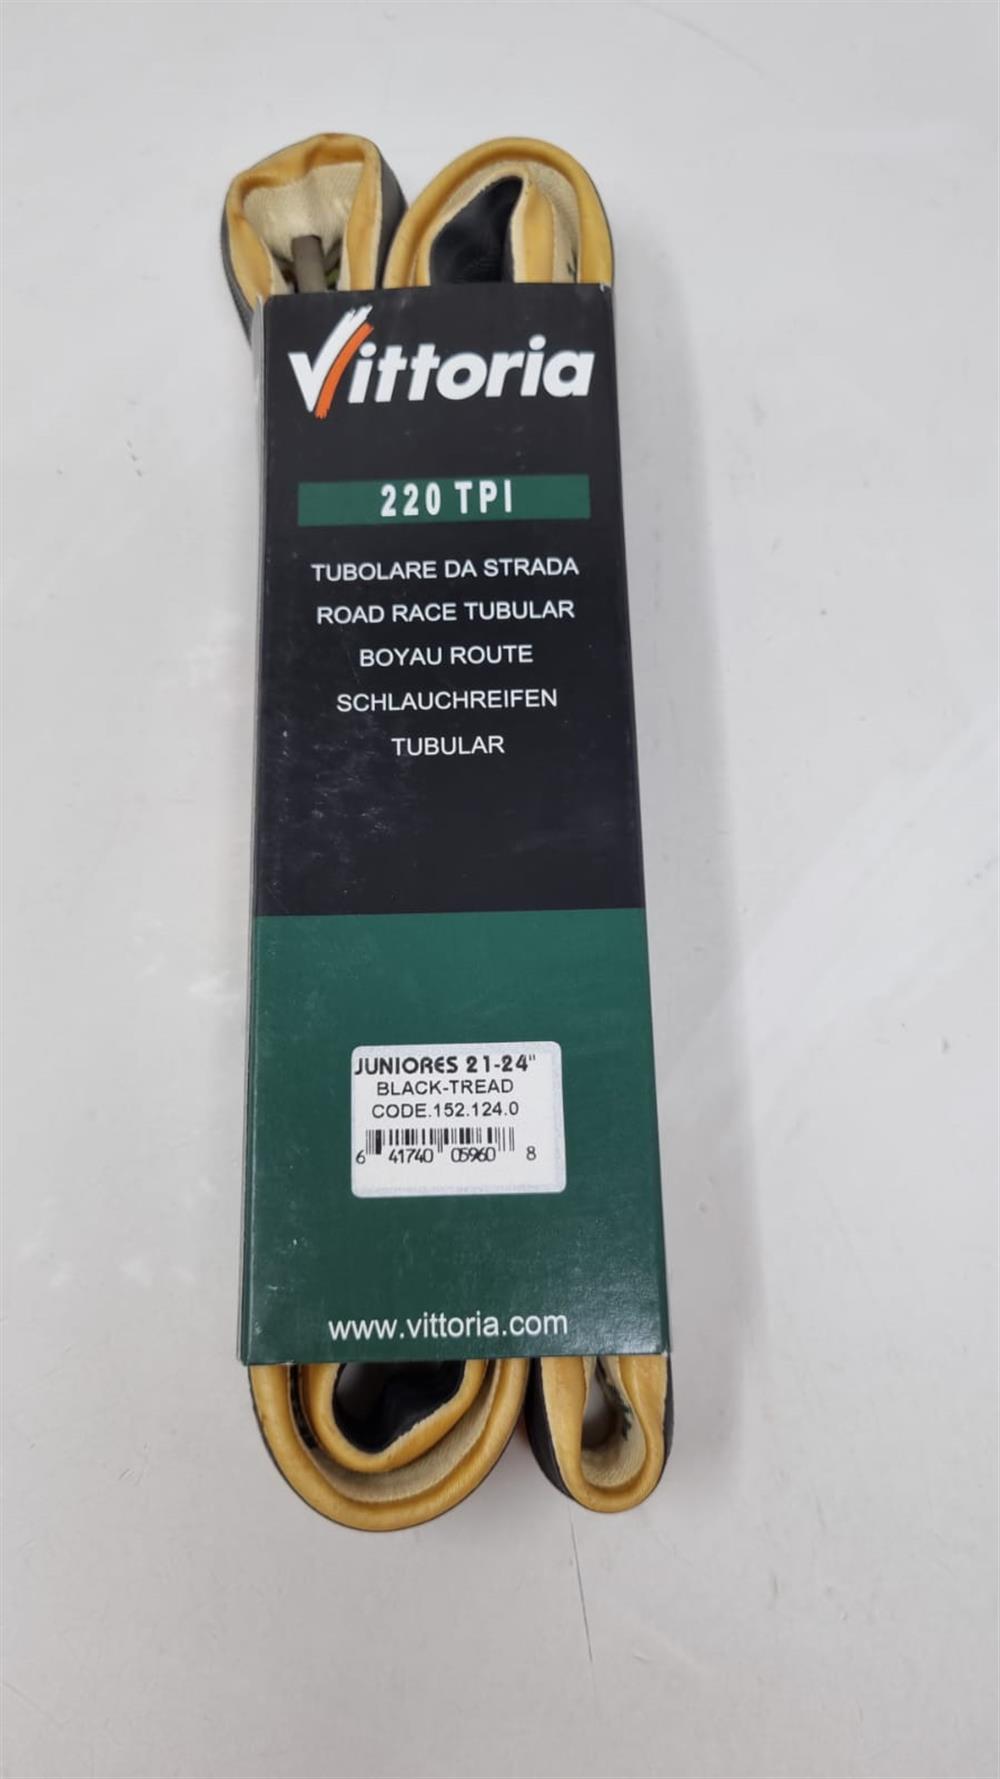 Vittoria
220 TPI
TUBOLARE DA STRADA
ROAD RACE TUBULAR
BOYAU ROUTE
SCHLAUCHREIFEN
TUBULAR
JUNIORES 21-24"
BLACK-TREAD
CODE.152.124.0
6 41740 05960 8
www.vittoria.com